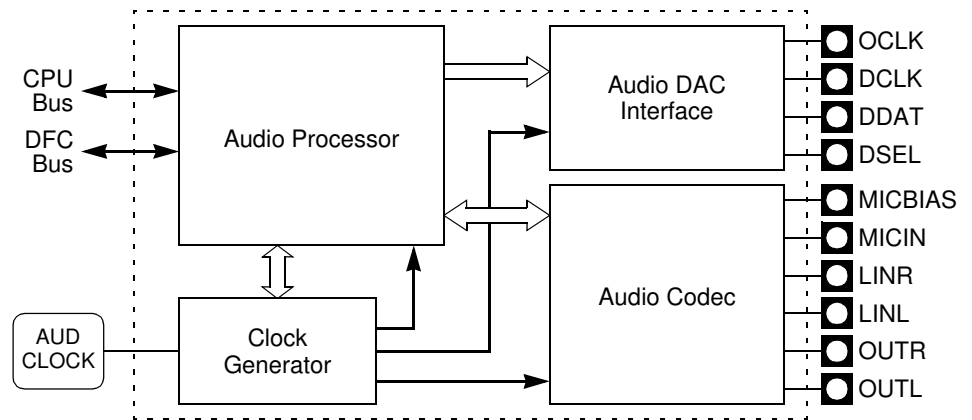 CPU
Bus
DFC
Bus
Audio Processor
Audio DAC
Interface
Audio Codec
Clock
Generator
AUD
CLOCK
OCLK
DCLK
DDAT
DSEL
MICBIAS
MICIN
LINR
LINL
OUTR
OUTL